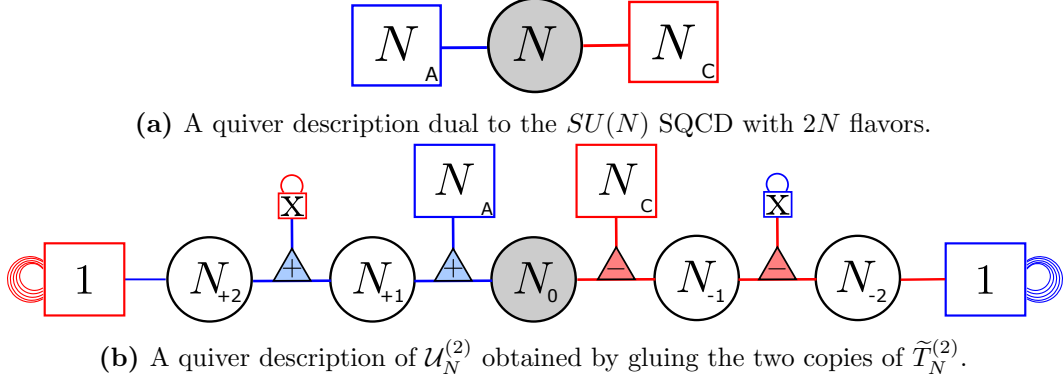 N A N N C
(a) A quiver description dual to the SU(N) SQCD with 2N flavors.
X N A N C X
1 N+2 + N+1 + N0 − N-1 − N-2 1
(b) A quiver description of 𝒰_N^(2) obtained by gluing the two copies of T̃_N^(2).